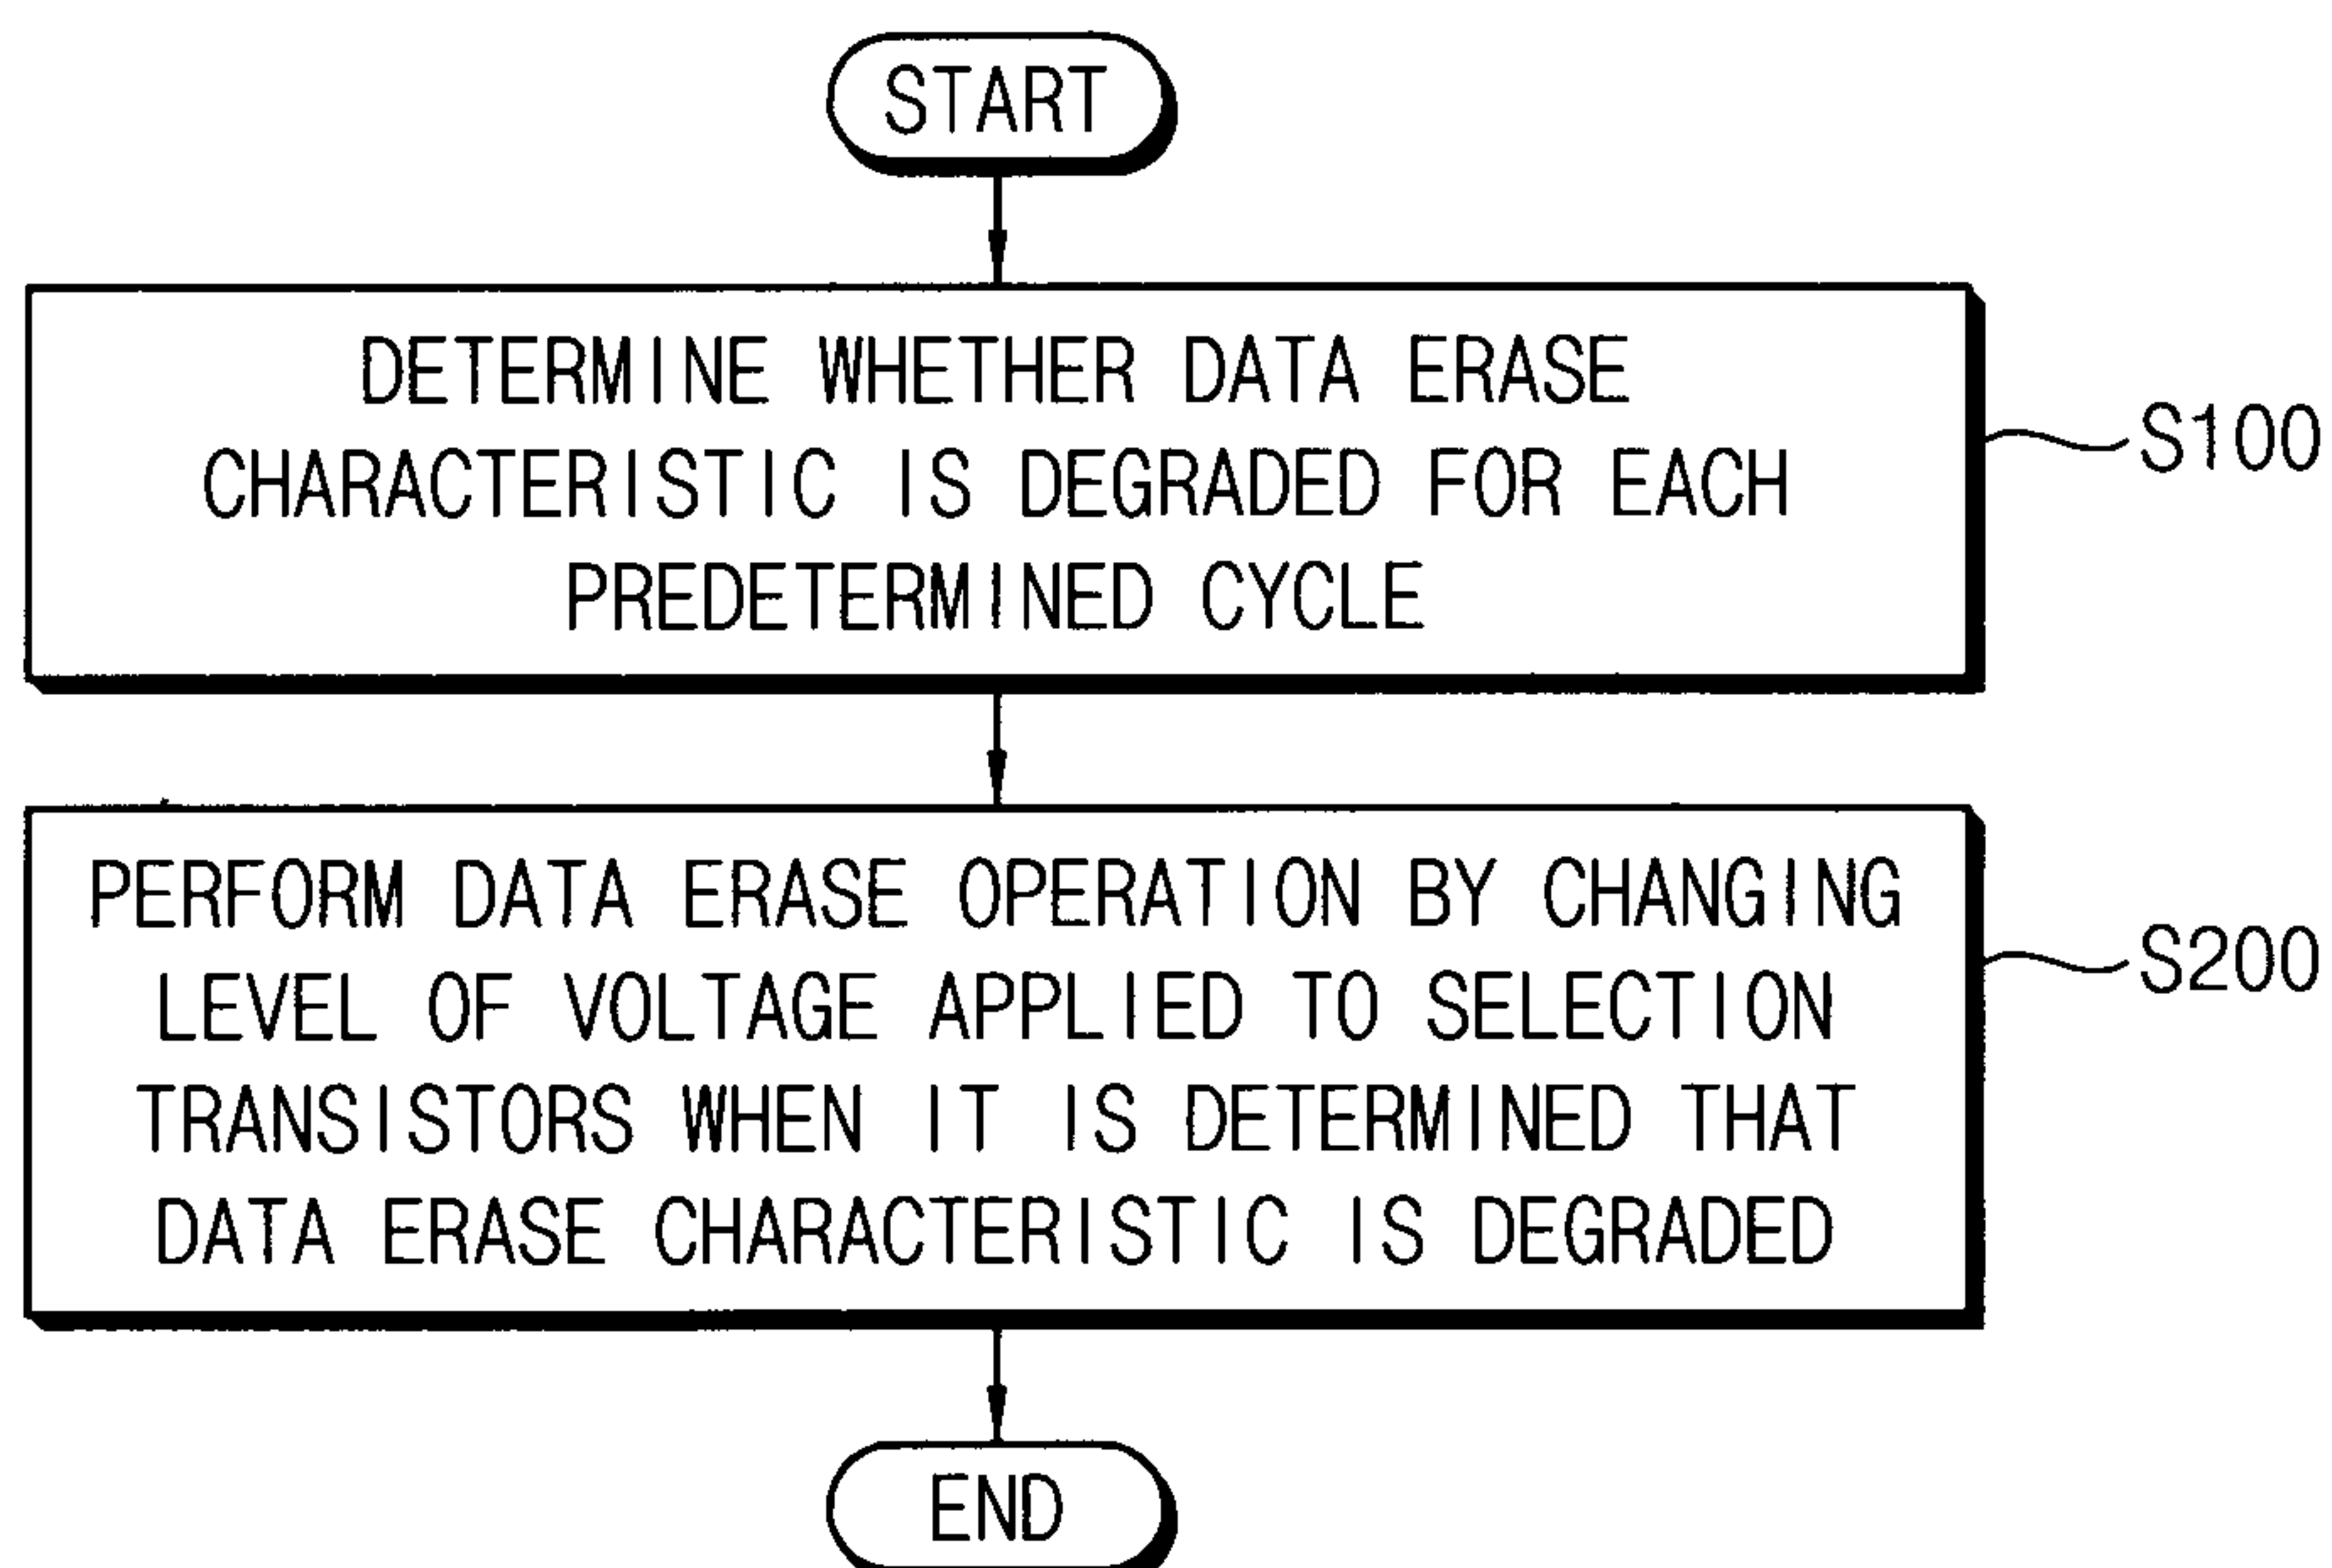 START
DETERMINE WHETHER DATA ERASE
CHARACTERISTIC IS DEGRADED FOR EACH
PREDETERMINED CYCLE
S100
PERFORM DATA ERASE OPERATION BY CHANGING
LEVEL OF VOLTAGE APPLIED TO SELECTION
TRANSISTORS WHEN IT IS DETERMINED THAT
DATA ERASE CHARACTERISTIC IS DEGRADED
S200
END